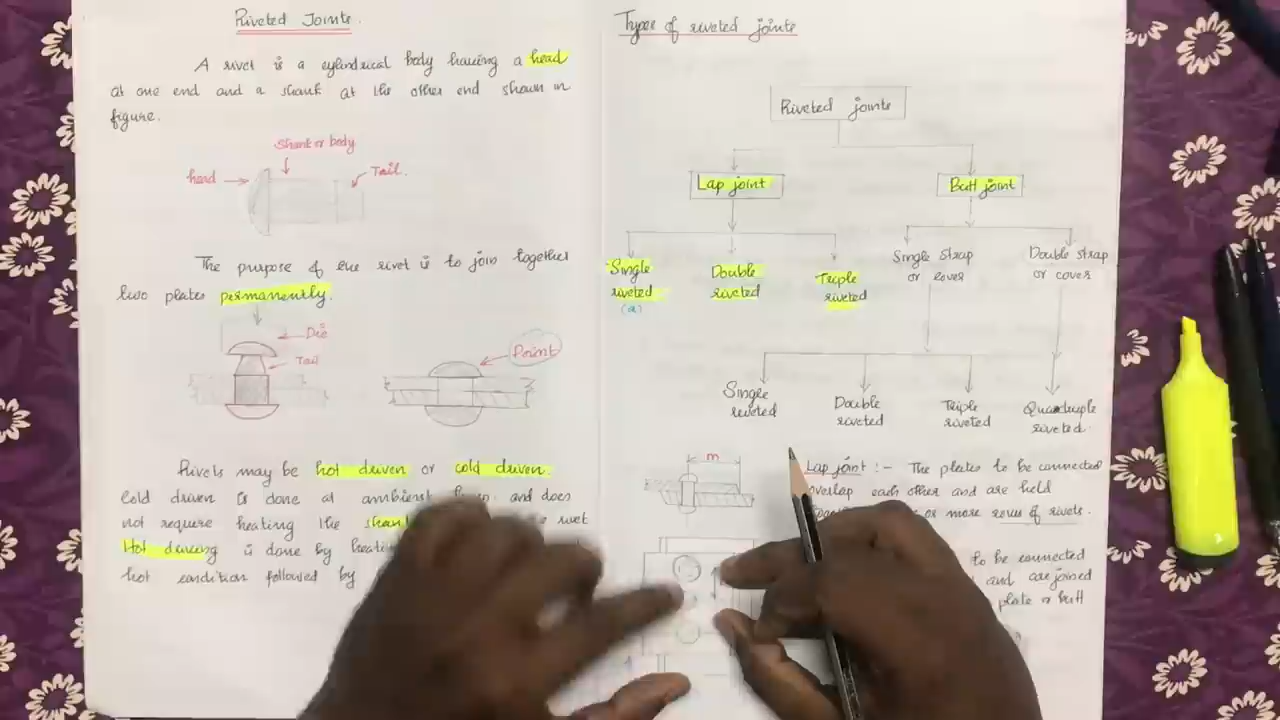 Riveted Joints.
A rivet is a cylindrical body having a head
at one end and a shank at the other end shown in
figure.
Shank or body
head
Tail.
The purpose of the rivet is to join together
two plates permanently.
Die
Tail
Point
Rivets may be hot driven or cold driven.
Cold driven is done at ambient and does
not require heating the rivet
Hot driving is done by
hot condition followed by
Types of riveted joints
Riveted joints
Lap joint
Butt joint
Single riveted
(a)
Double riveted
Triple riveted
Single strap or cover
Double strap or cover
Single riveted
Double riveted
Triple riveted
Quadruple riveted.
m
Lap joint :- The plates to be connected
overlap each other and are held
or more rows of rivets.
to be connected
and are joined
plate or butt